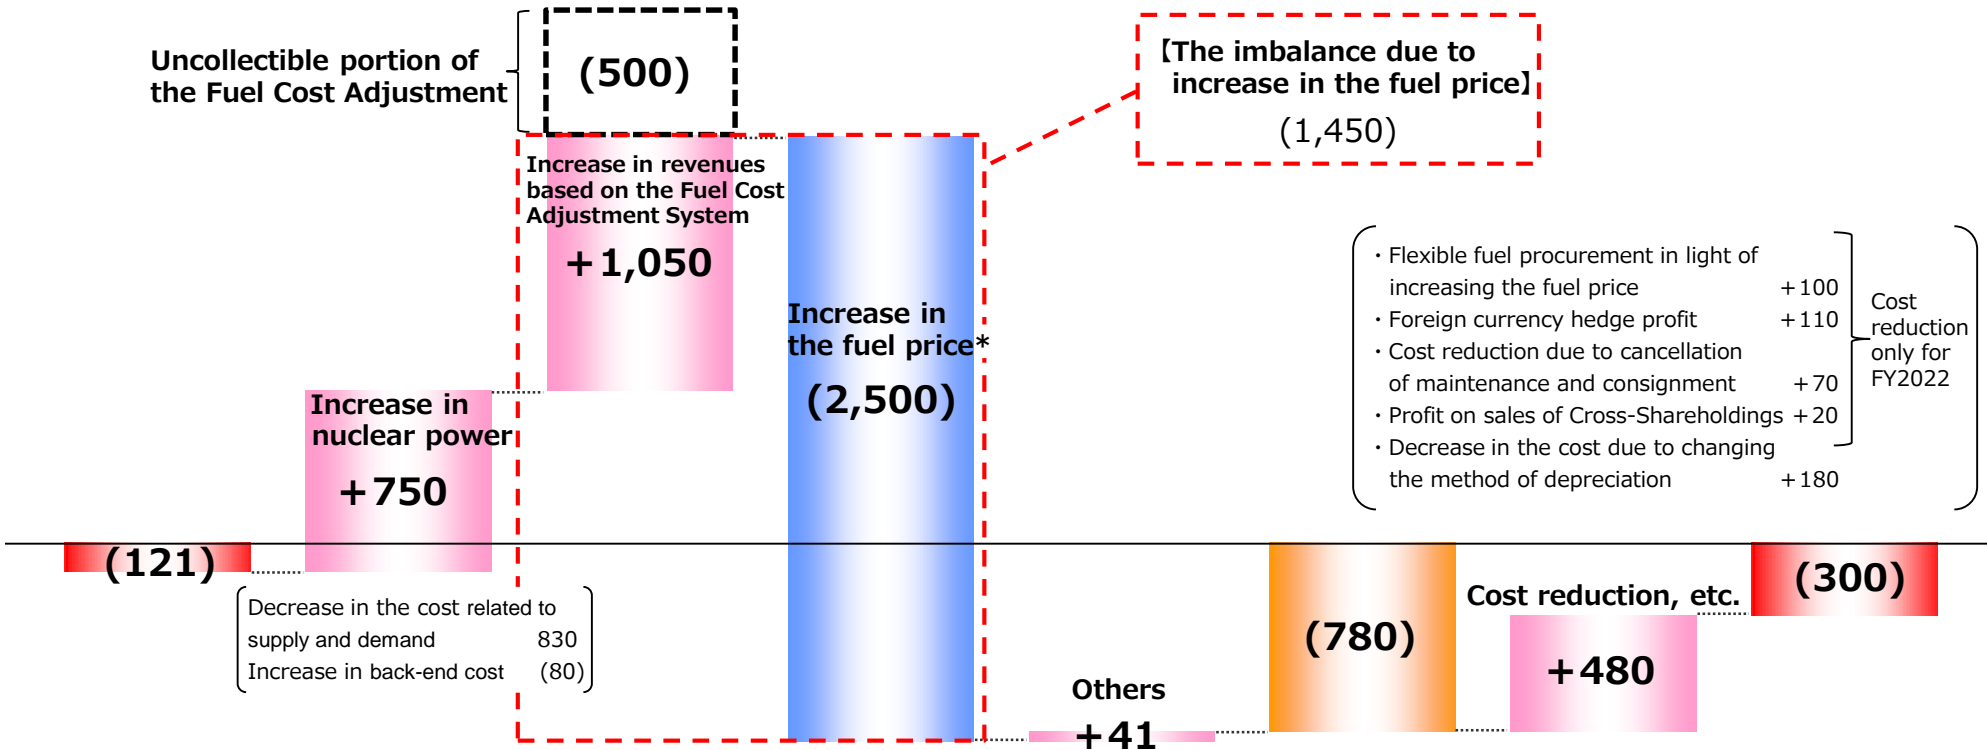 Uncollectible portion of
the Fuel Cost Adjustment
(500)
【The imbalance due to
increase in the fuel price】
(1,450)
Increase in revenues
based on the Fuel Cost
Adjustment System
+1,050
Increase in
the fuel price*
(2,500)
Increase in
nuclear power
+750
(121)
Decrease in the cost related to
supply and demand 830
Increase in back-end cost (80)
・Flexible fuel procurement in light of
increasing the fuel price +100
・Foreign currency hedge profit +110
・Cost reduction due to cancellation
of maintenance and consignment +70
・Profit on sales of Cross-Shareholdings +20
・Decrease in the cost due to changing
the method of depreciation +180
Cost
reduction
only for
FY2022
Others
+41
(780)
Cost reduction, etc.
+480
(300)